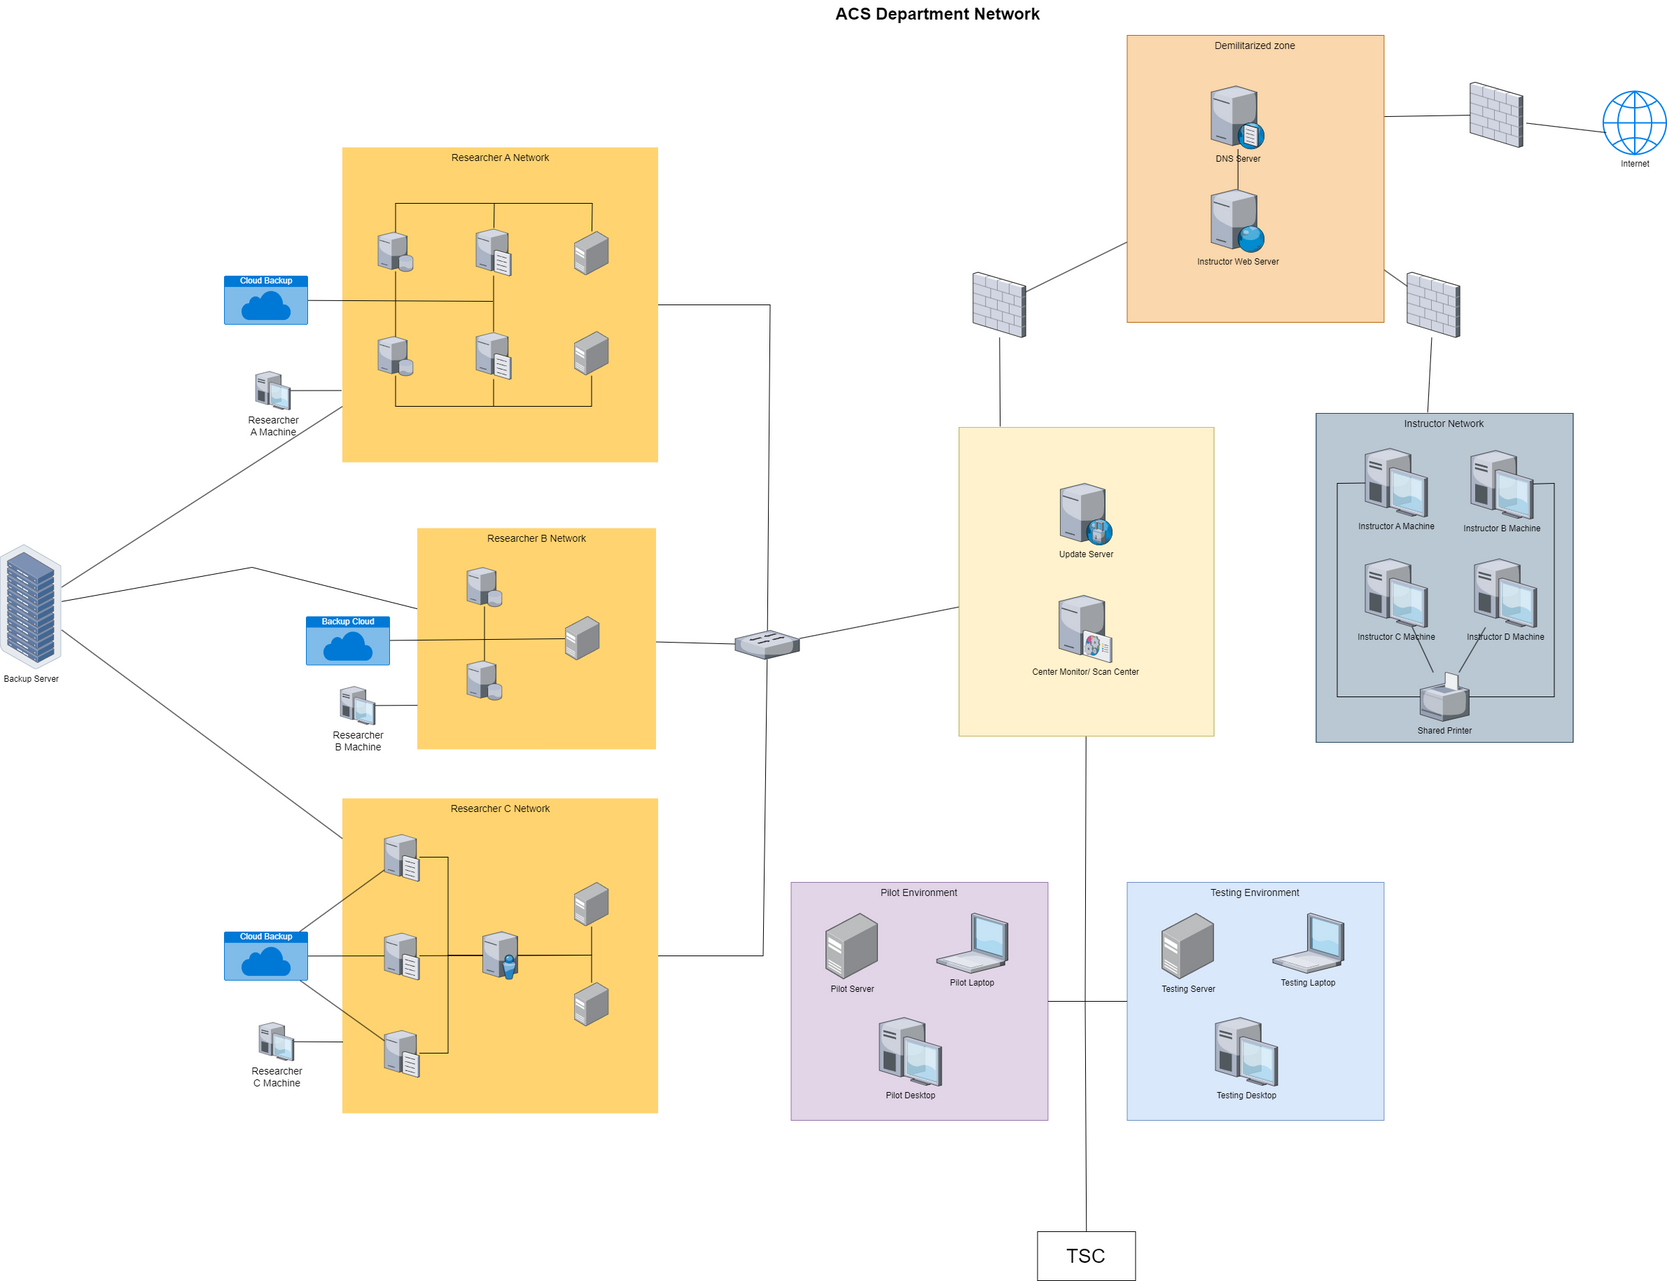 ACS Department Network
Demilitarized zone
DNS Server
Instructor Web Server
Internet
Researcher A Network
Cloud Backup
Researcher
A Machine
Researcher B Network
Backup Cloud
Researcher
B Machine
Backup Server
Researcher C Network
Cloud Backup
Researcher
C Machine
Update Server
Center Monitor/ Scan Center
Instructor Network
Instructor A Machine
Instructor B Machine
Instructor C Machine
Instructor D Machine
Shared Printer
Pilot Environment
Pilot Server
Pilot Laptop
Pilot Desktop
Testing Environment
Testing Server
Testing Laptop
Testing Desktop
TSC